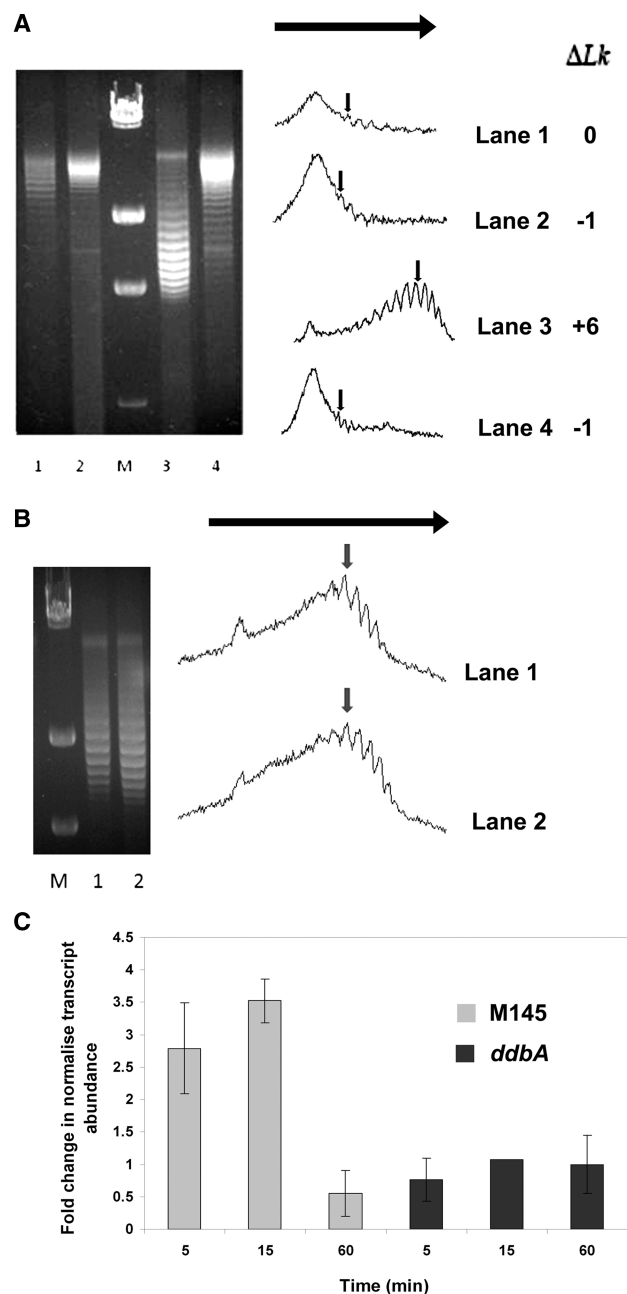 A
ΔLk
Lane 1 0
Lane 2 -1
Lane 3 +6
Lane 4 -1
1 2 M 3 4
B
Lane 1
Lane 2
M 1 2
C
Fold change in normalise transcript
abundance
4.5
4
3.5
3
2.5
2
1.5
1
0.5
0
M145
ddbA
5 15 60 5 15 60
Time (min)